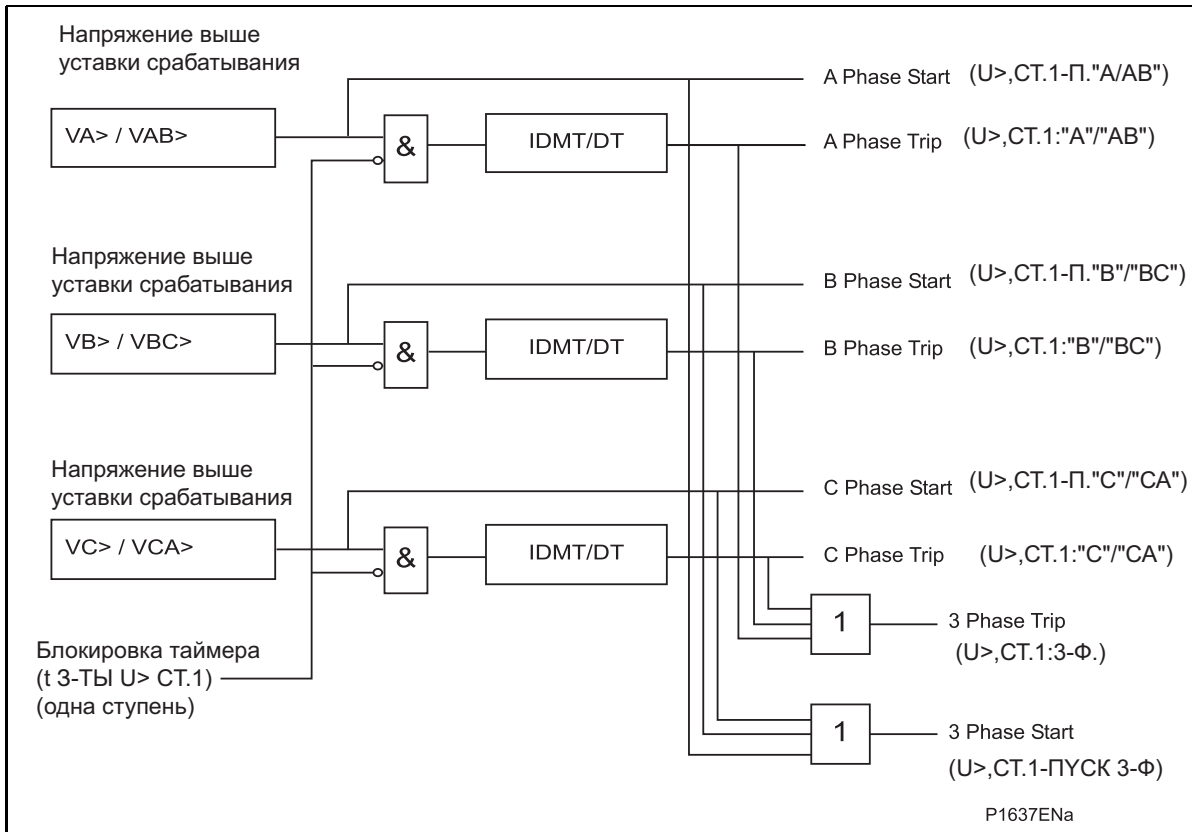 Напряжение выше
уставки срабатывания
VA> / VAB>
&
IDMT/DT
A Phase Start (U>,СТ.1-П."A/AB")
A Phase Trip (U>,СТ.1:"A"/"AB")
Напряжение выше
уставки срабатывания
VB> / VBC>
&
IDMT/DT
B Phase Start (U>,СТ.1-П."B"/"BC")
B Phase Trip (U>,СТ.1:"B"/"BC")
Напряжение выше
уставки срабатывания
VC> / VCA>
&
IDMT/DT
C Phase Start (U>,СТ.1-П."C"/"CA")
C Phase Trip (U>,СТ.1:"C"/"CA")
1
3 Phase Trip
(U>,СТ.1:3-Ф.)
Блокировка таймера
(t З-ТЫ U> СТ.1)
(одна ступень)
1
3 Phase Start
(U>,СТ.1-ПУСК 3-Ф)
P1637ENa